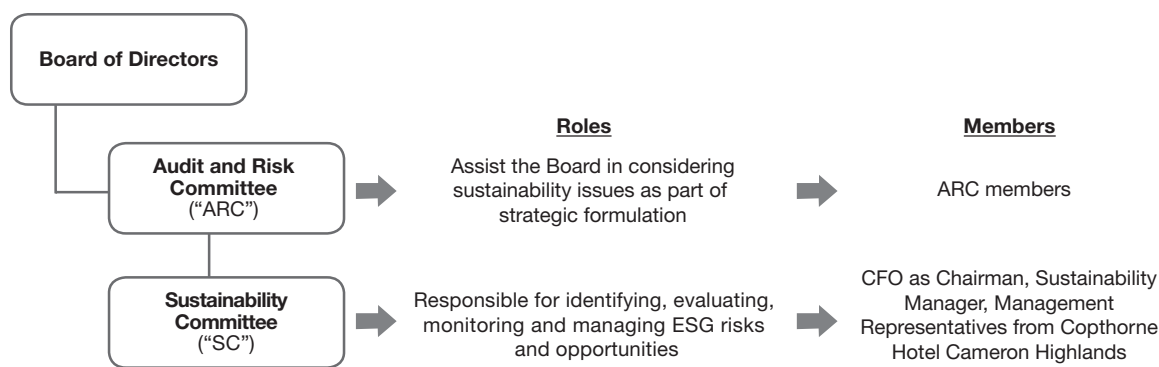 Board of Directors
Roles
Members
Audit and Risk
Committee
(“ARC”)
Assist the Board in considering
sustainability issues as part of
strategic formulation
ARC members
Sustainability
Committee
(“SC”)
Responsible for identifying, evaluating,
monitoring and managing ESG risks
and opportunities
CFO as Chairman, Sustainability
Manager, Management
Representatives from Copthorne
Hotel Cameron Highlands